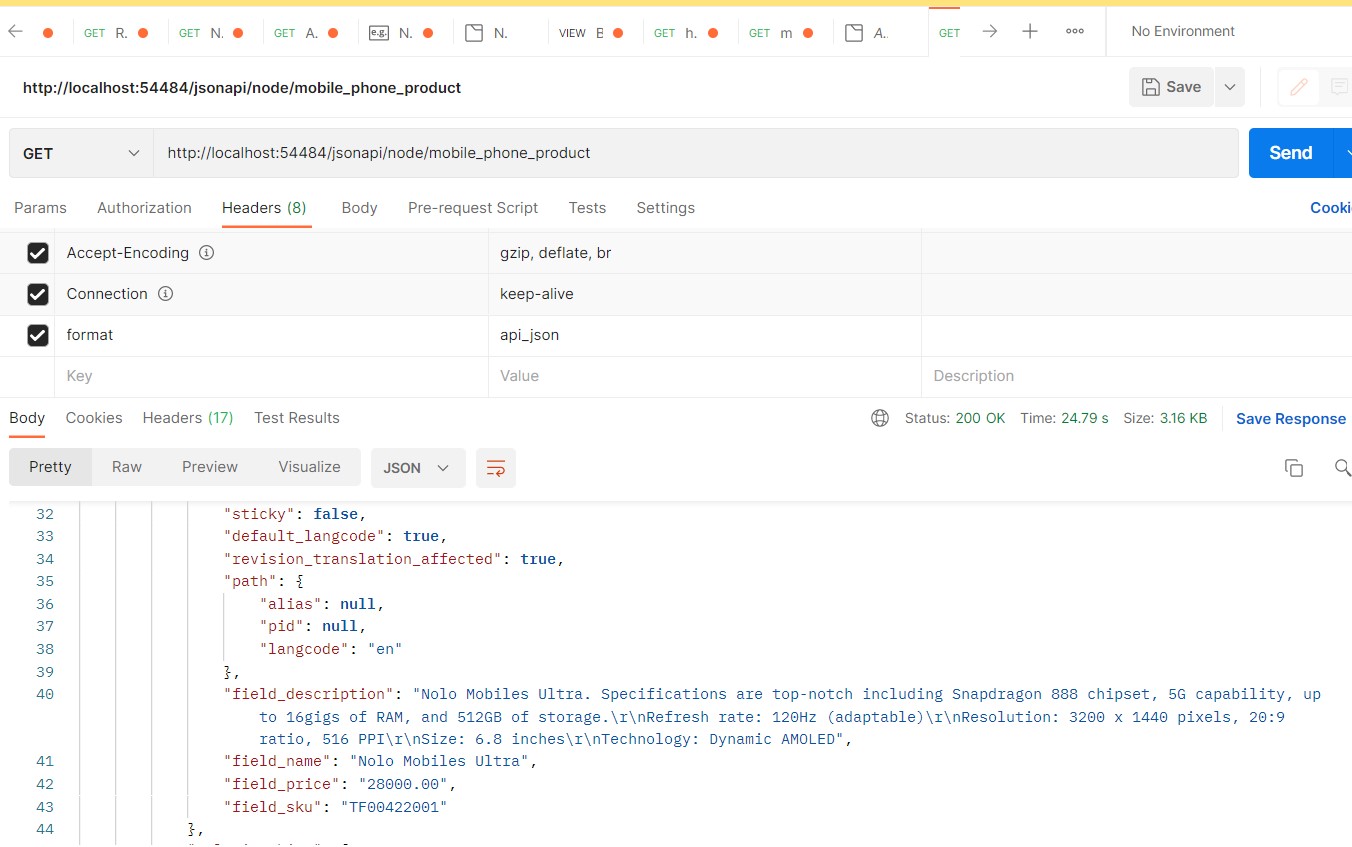 GET R. GET N. GET A. e.g. N. N. VIEW B GET h. GET m A.. GET No Environment
http://localhost:54484/jsonapi/node/mobile_phone_product Save
GET http://localhost:54484/jsonapi/node/mobile_phone_product Send
Params Authorization Headers (8) Body Pre-request Script Tests Settings Cooki
Accept-Encoding gzip, deflate, br
Connection keep-alive
format api_json
Key Value Description
Body Cookies Headers (17) Test Results Status: 200 OK Time: 24.79 s Size: 3.16 KB Save Response
Pretty Raw Preview Visualize JSON
32 "sticky": false,
33 "default_langcode": true,
34 "revision_translation_affected": true,
35 "path": {
36 "alias": null,
37 "pid": null,
38 "langcode": "en"
39 },
40 "field_description": "Nolo Mobiles Ultra. Specifications are top-notch including Snapdragon 888 chipset, 5G capability, up
to 16gigs of RAM, and 512GB of storage.\r\nRefresh rate: 120Hz (adaptable)\r\nResolution: 3200 x 1440 pixels, 20:9
ratio, 516 PPI\r\nSize: 6.8 inches\r\nTechnology: Dynamic AMOLED",
41 "field_name": "Nolo Mobiles Ultra",
42 "field_price": "28000.00",
43 "field_sku": "TF00422001"
44 },